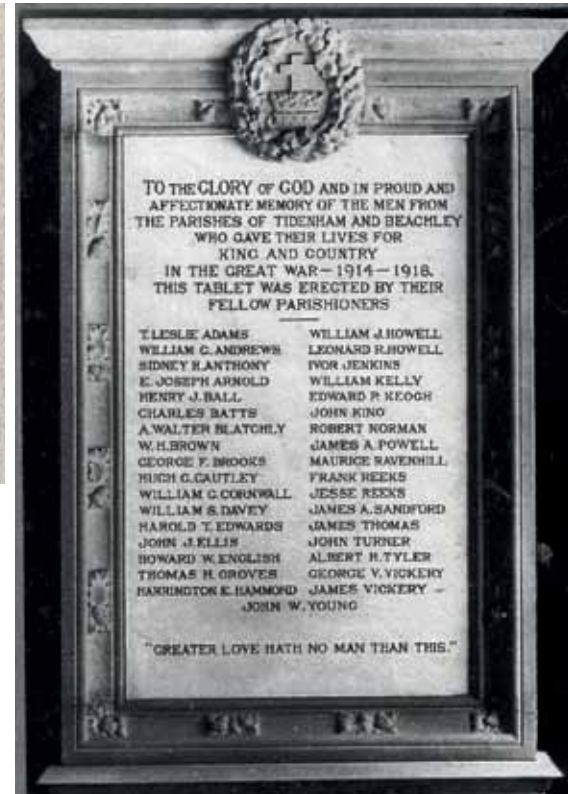 TO THE GLORY OF GOD AND IN PROUD AND
AFFECTIONATE MEMORY OF THE MEN FROM
THE PARISHES OF TIDENHAM AND BEACHLEY
WHO GAVE THEIR LIVES FOR
KING AND COUNTRY
IN THE GREAT WAR — 1914 — 1918.
THIS TABLET WAS ERECTED BY THEIR
FELLOW PARISHIONERS
T. LESLIE ADAMS
WILLIAM G. ANDREWS
SIDNEY H. ANTHONY
E. JOSEPH ARNOLD
HENRY J. BALL
CHARLES BATTS
A. WALTER BLATCHLY
W. H. BROWN
GEORGE F. BROOKS
HUGH G. CAUTLEY
WILLIAM G. CORNWALL
WILLIAM S. DAVEY
HAROLD T. EDWARDS
JOHN J. ELLIS
HOWARD W. ENGLISH
THOMAS H. GROVES
HARRINGTON E. HAMMOND
WILLIAM J. HOWELL
LEONARD R. HOWELL
IVOR JENKINS
WILLIAM KELLY
EDWARD P. KEOGH
JOHN KING
ROBERT NORMAN
JAMES A. POWELL
MAURICE RAVENHILL
FRANK REEKS
JESSE REEKS
JAMES A. SANDFORD
JAMES THOMAS
JOHN TURNER
ALBERT H. TYLER
GEORGE V. VICKERY
JAMES VICKERY –
JOHN W. YOUNG
"GREATER LOVE HATH NO MAN THAN THIS."